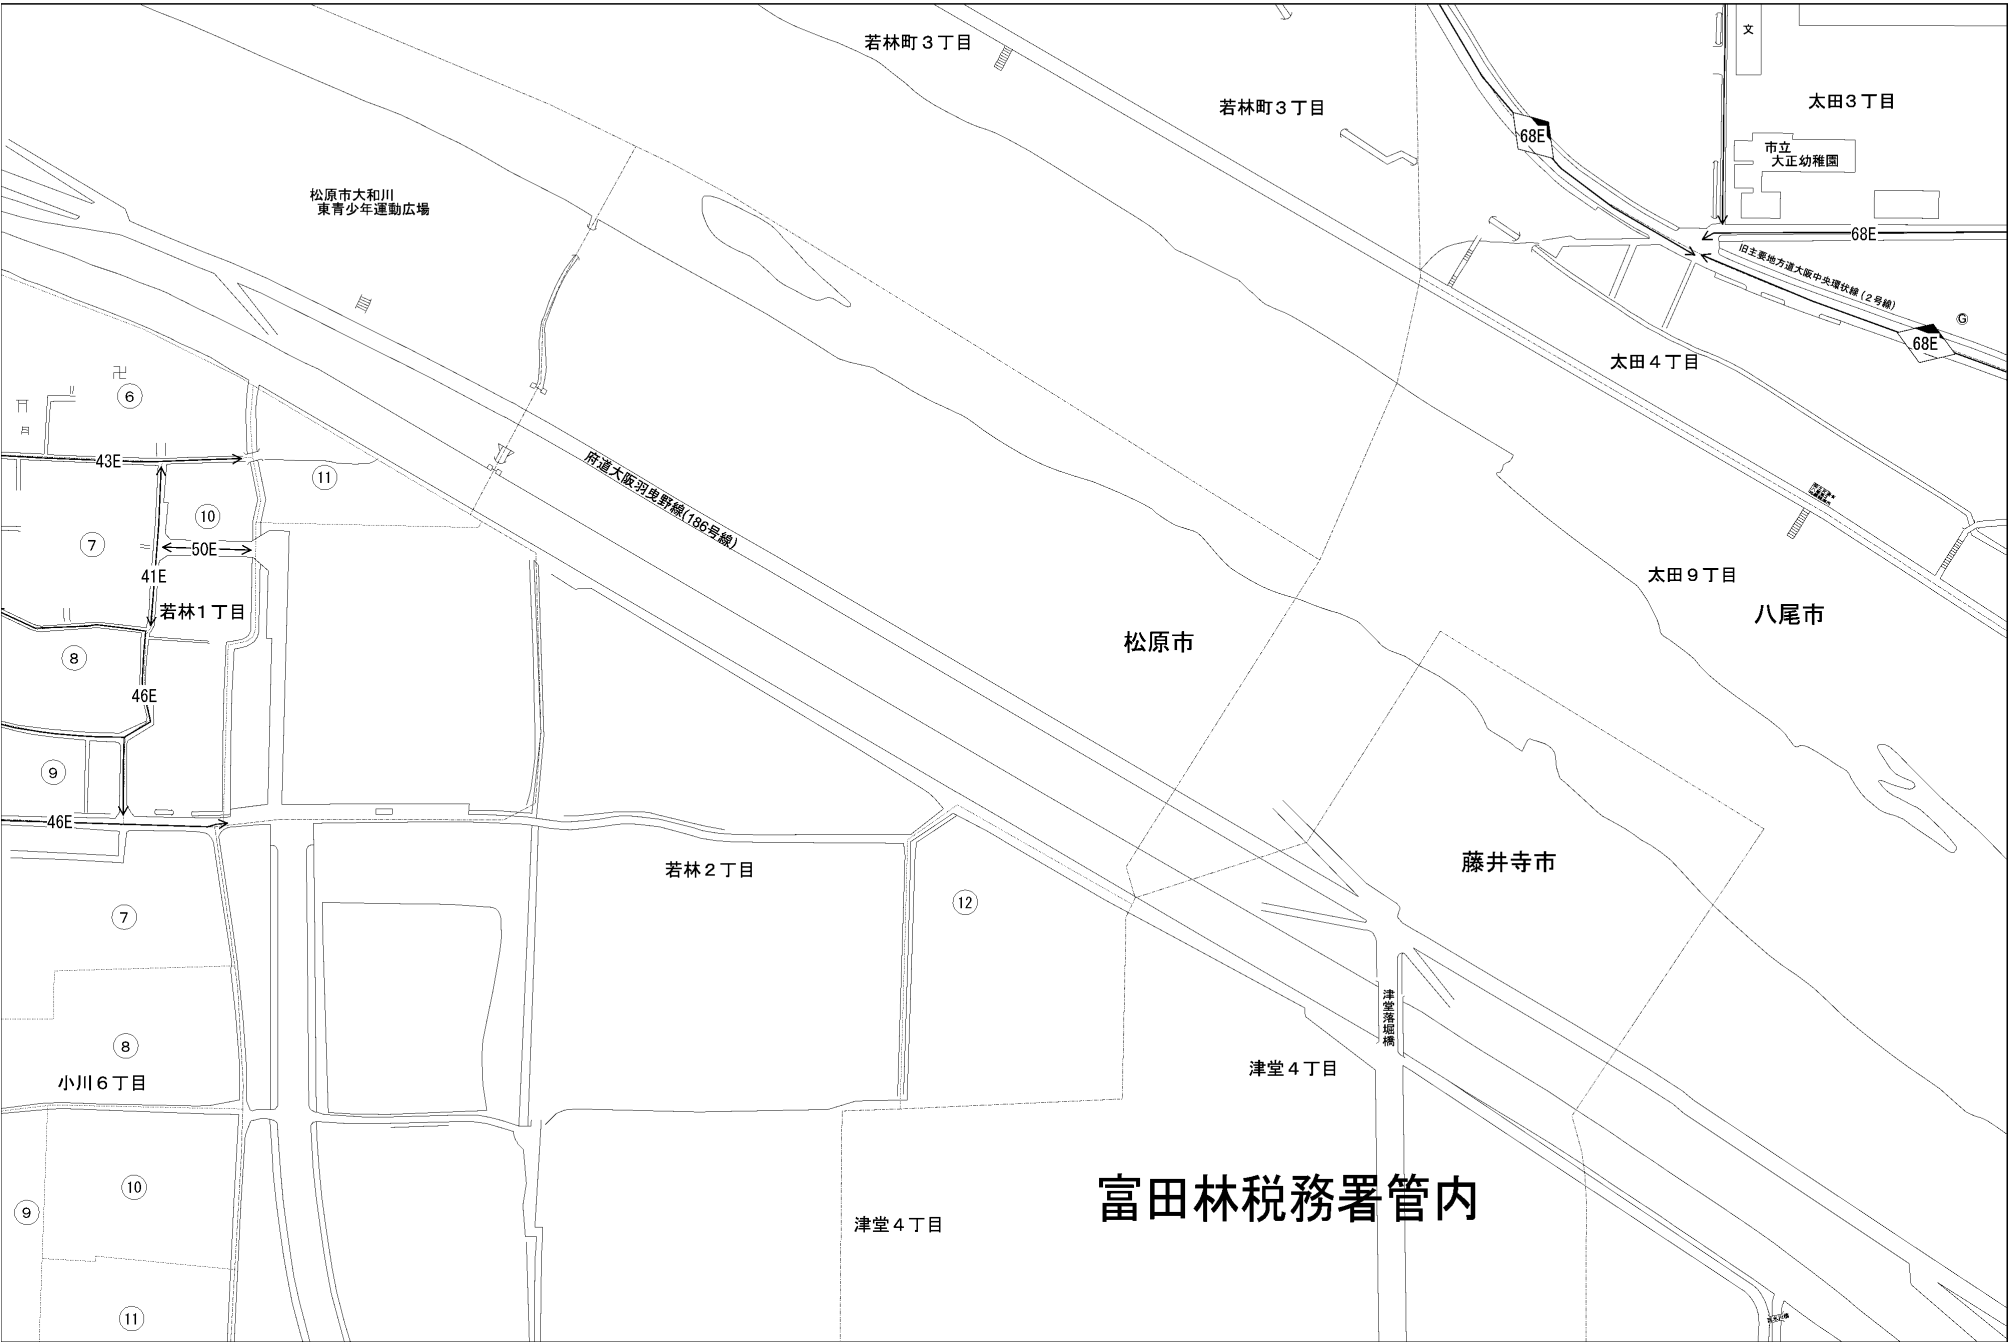 若林町３丁目
文
若林町３丁目
太田３丁目
68E
市立
大正幼稚園
松原市大和川
東青少年運動広場
68E
旧主要地方道大阪中央環状線（２号線）
G
68E
太田４丁目
6
43E
11
府道大阪羽曳野線(186号線)
10
7
50E
41E
太田９丁目
若林１丁目
八尾市
松原市
8
46E
9
46E
藤井寺市
若林２丁目
12
7
津堂落堀橋
8
津堂４丁目
小川６丁目
10
富田林税務署管内
9
津堂４丁目
11